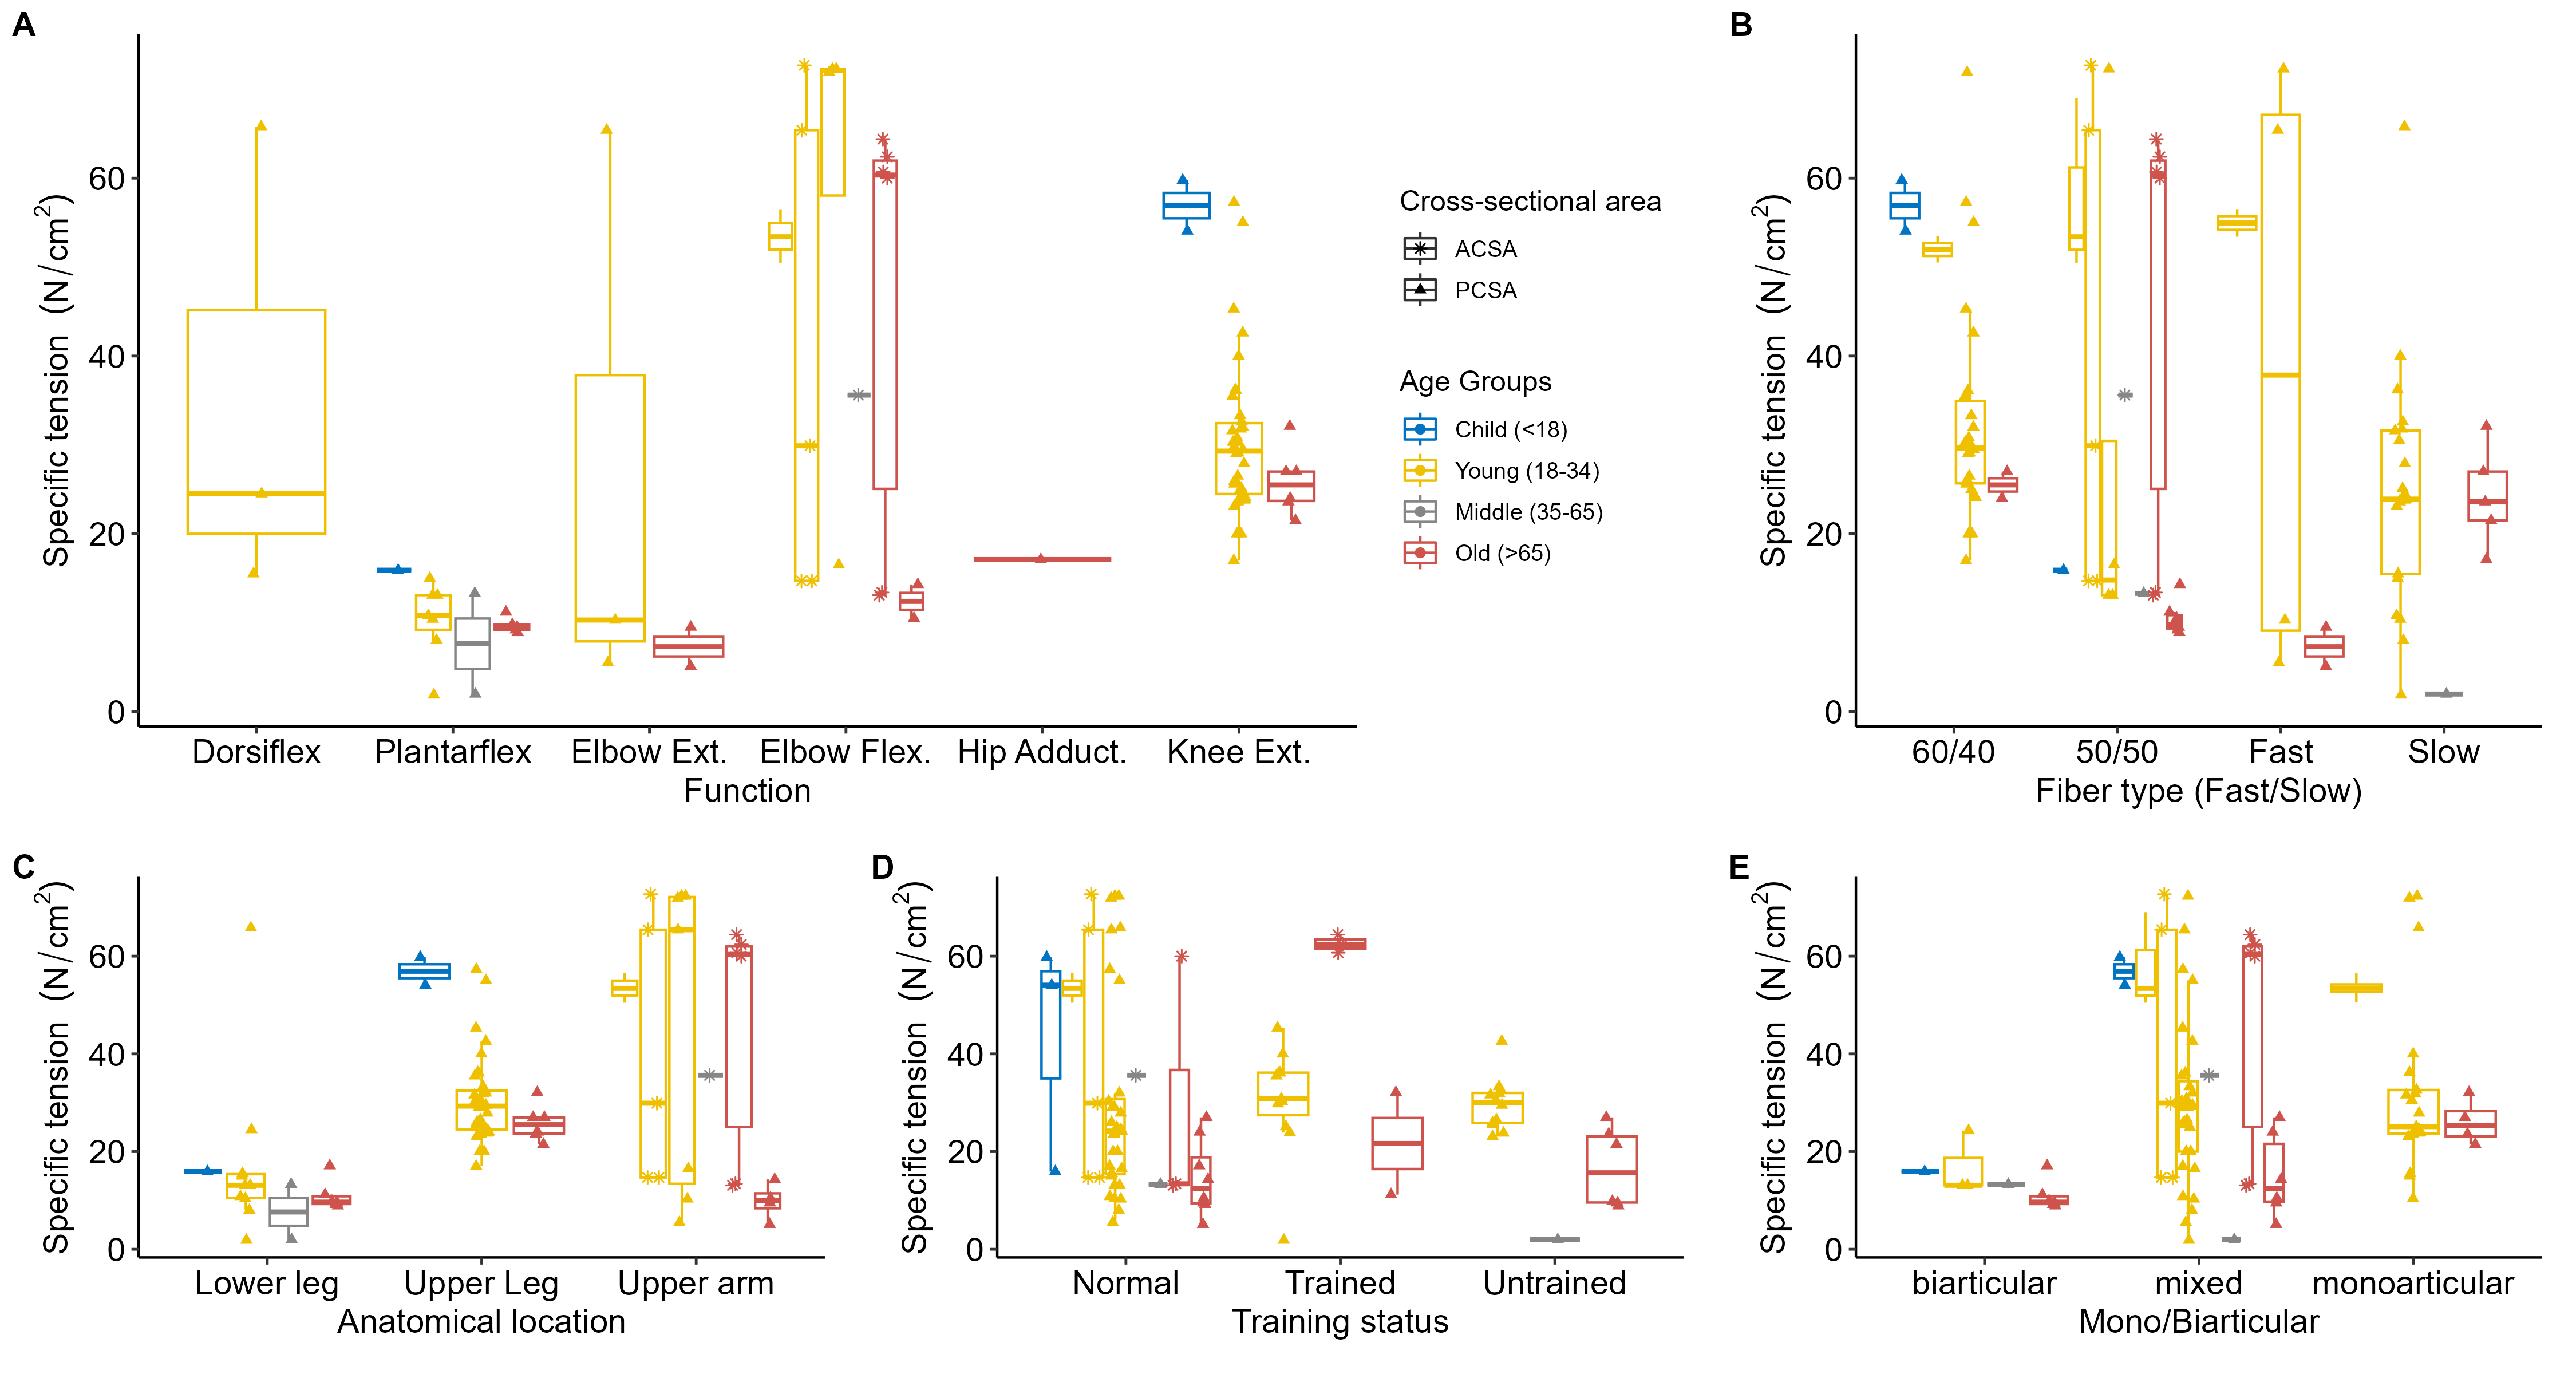 A
Specific tension (N/cm2)
60
40
20
0
Dorsiflex Plantarflex Elbow Ext. Elbow Flex. Hip Adduct. Knee Ext.
Function
Cross-sectional area
ACSA
PCSA
Age Groups
Child (<18)
Young (18-34)
Middle (35-65)
Old (>65)
B
Specific tension (N/cm2)
60
40
20
0
60/40 50/50 Fast Slow
Fiber type (Fast/Slow)
C
Specific tension (N/cm2)
60
40
20
0
Lower leg Upper Leg Upper arm
Anatomical location
D
Specific tension (N/cm2)
60
40
20
0
Normal Trained Untrained
Training status
E
Specific tension (N/cm2)
60
40
20
0
biarticular mixed monoarticular
Mono/Biarticular